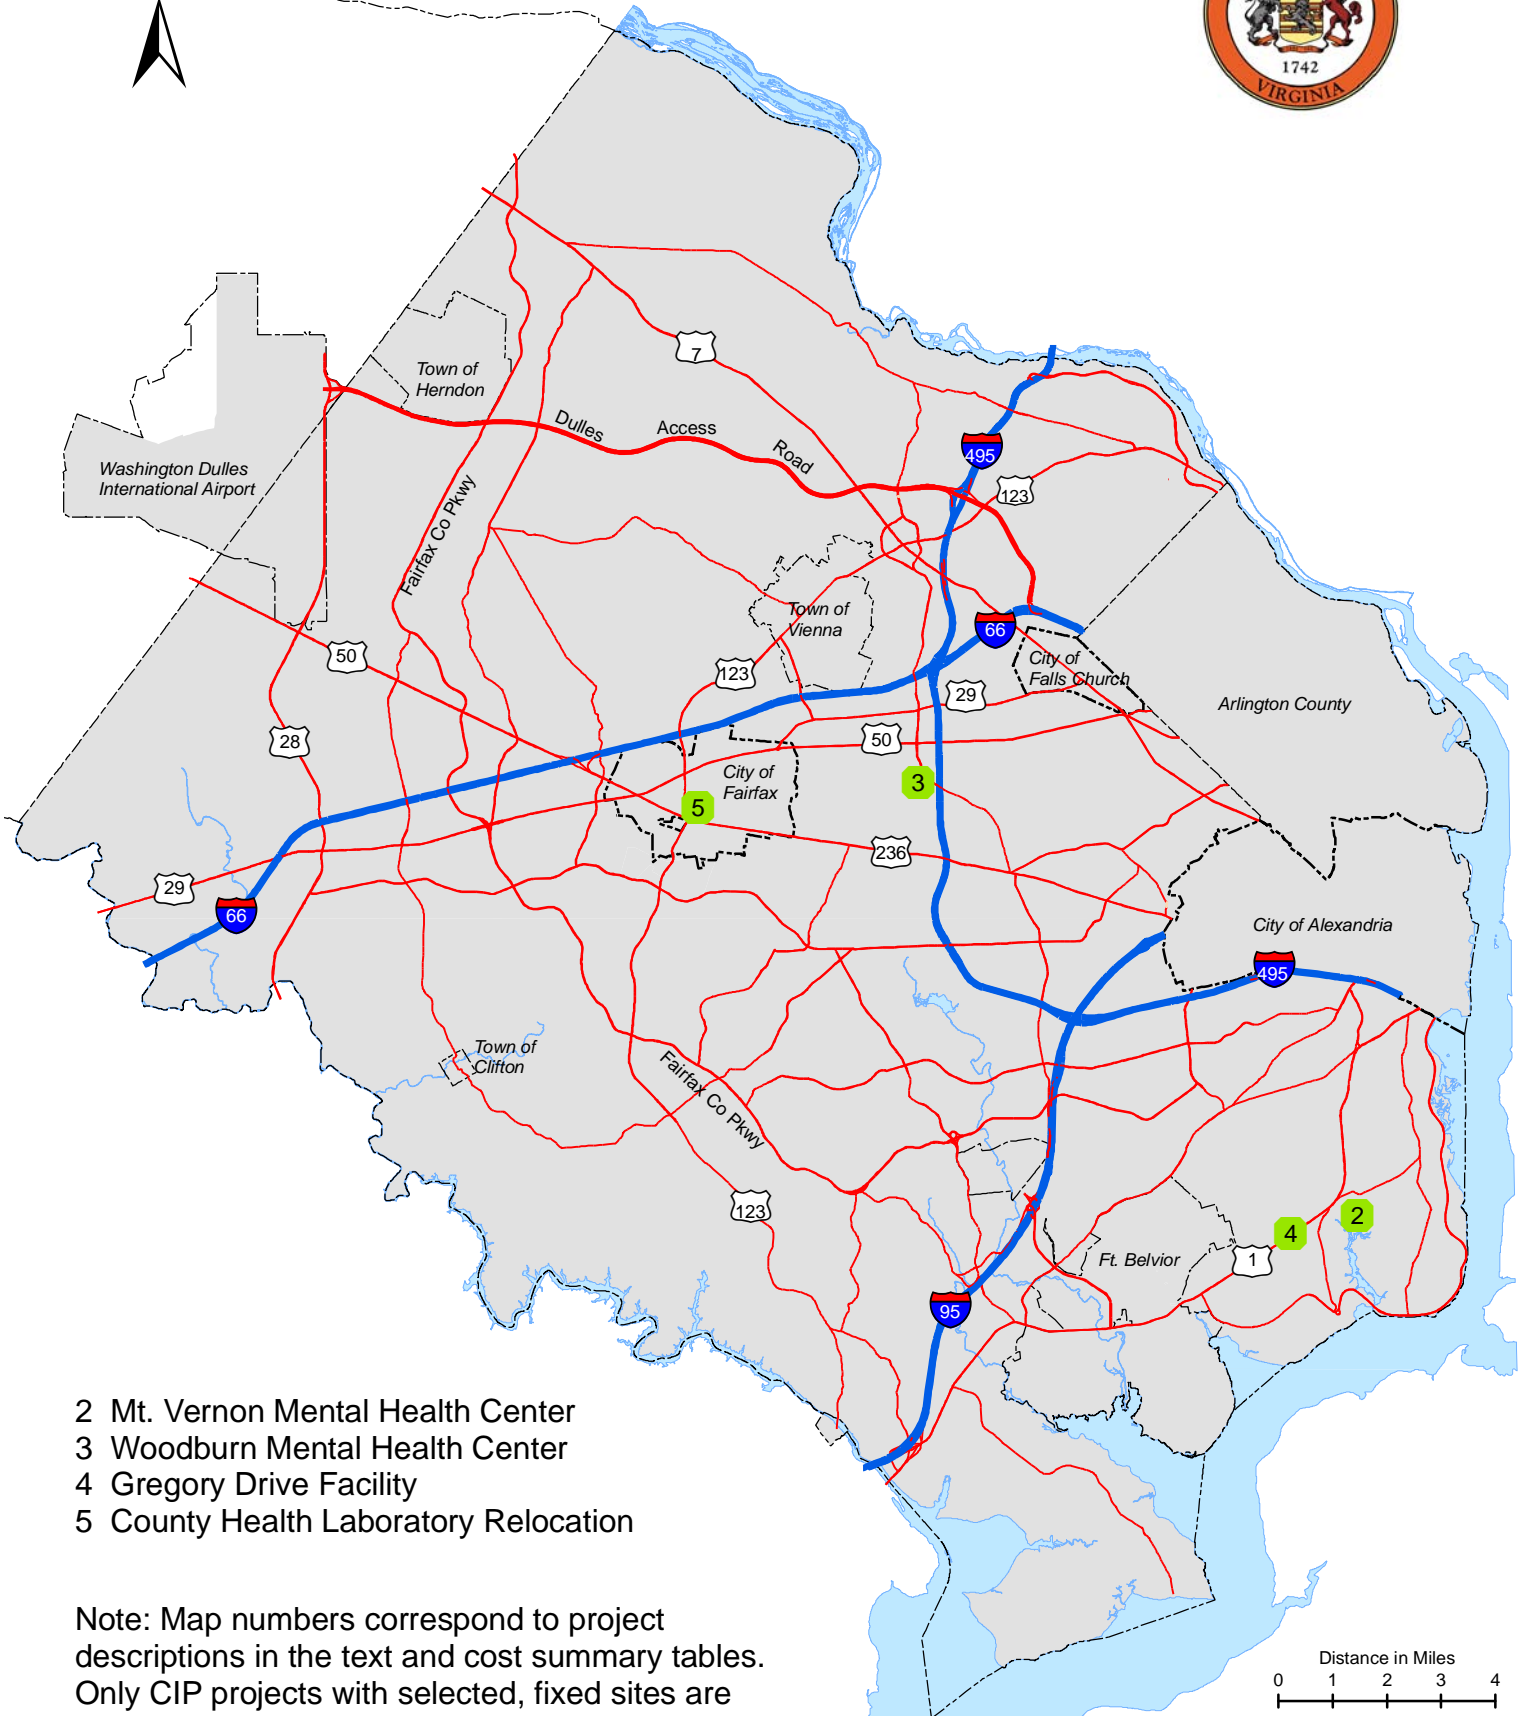 1742
VIRGINIA
7
Town of
Herndon
Dulles
Access
Road
495
123
Washington Dulles
International Airport
Fairfax Co Pkwy
Town of
Vienna
66
50
123
City of
Falls Church
29
Arlington County
28
50
City of
Fairfax
3
5
236
29
66
City of Alexandria
495
Town of
Clifton
Fairfax Co Pkwy
123
2
4
1
Ft. Belvior
95
2 Mt. Vernon Mental Health Center
3 Woodburn Mental Health Center
4 Gregory Drive Facility
5 County Health Laboratory Relocation
Note: Map numbers correspond to project
descriptions in the text and cost summary tables.
Only CIP projects with selected, fixed sites are
Distance in Miles
0 1 2 3 4